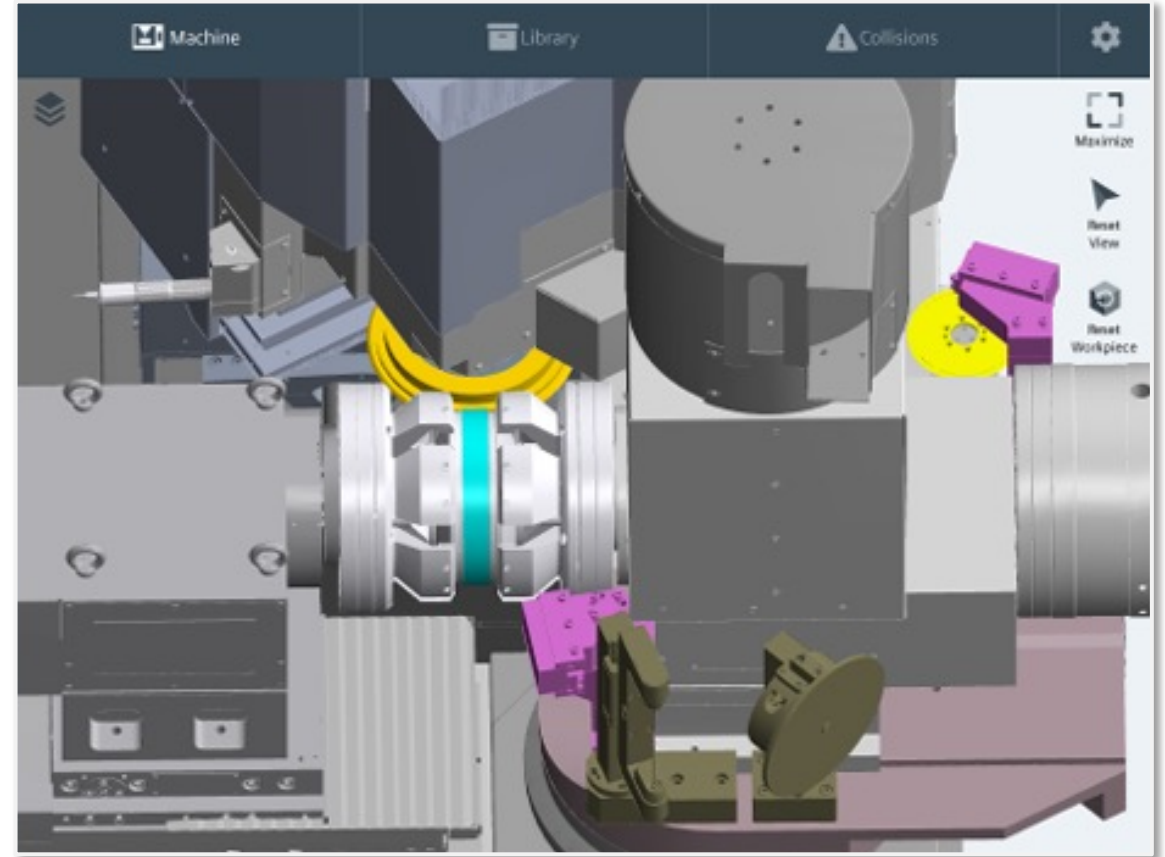 Machine
Library
Collisions
Maximize
Reset
View
Reset
Workpiece